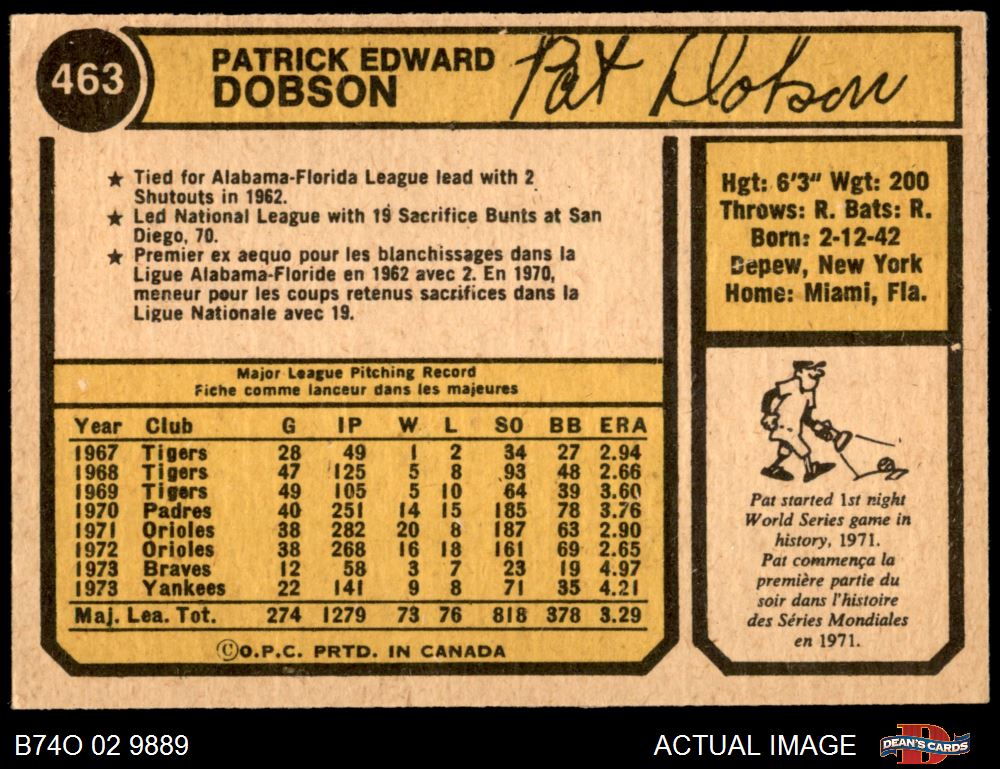 463
PATRICK EDWARD
DOBSON
Pat Dobson
★ Tied for Alabama-Florida League lead with 2
Shutouts in 1962.
★ Led National League with 19 Sacrifice Bunts at San
Diego, 70.
★ Premier ex aequo pour les blanchissages dans la
Ligue Alabama-Floride en 1962 avec 2. En 1970,
meneur pour les coups retenus sacrifices dans la
Ligue Nationale avec 19.
Hgt: 6'3" Wgt: 200
Throws: R. Bats: R.
Born: 2-12-42
Depew, New York
Home: Miami, Fla.
Major League Pitching Record
Fiche comme lanceur dans les majeures
Year Club G IP W L SO BB ERA
1967 Tigers 28 49 1 2 34 27 2.94
1968 Tigers 47 125 5 8 93 48 2.66
1969 Tigers 49 105 5 10 64 39 3.60
1970 Padres 40 251 14 15 185 78 3.76
1971 Orioles 38 282 20 8 187 63 2.90
1972 Orioles 38 268 16 18 161 69 2.65
1973 Braves 12 58 3 7 23 19 4.97
1973 Yankees 22 141 9 8 71 35 4.21
Maj. Lea. Tot. 274 1279 73 76 818 378 3.29
©O.P.C. PRTD. IN CANADA
Pat started 1st night
World Series game in
history, 1971.
Pat commença la
première partie du
soir dans l'histoire
des Séries Mondiales
en 1971.
B74O 02 9889
ACTUAL IMAGE
DEAN'S CARDS